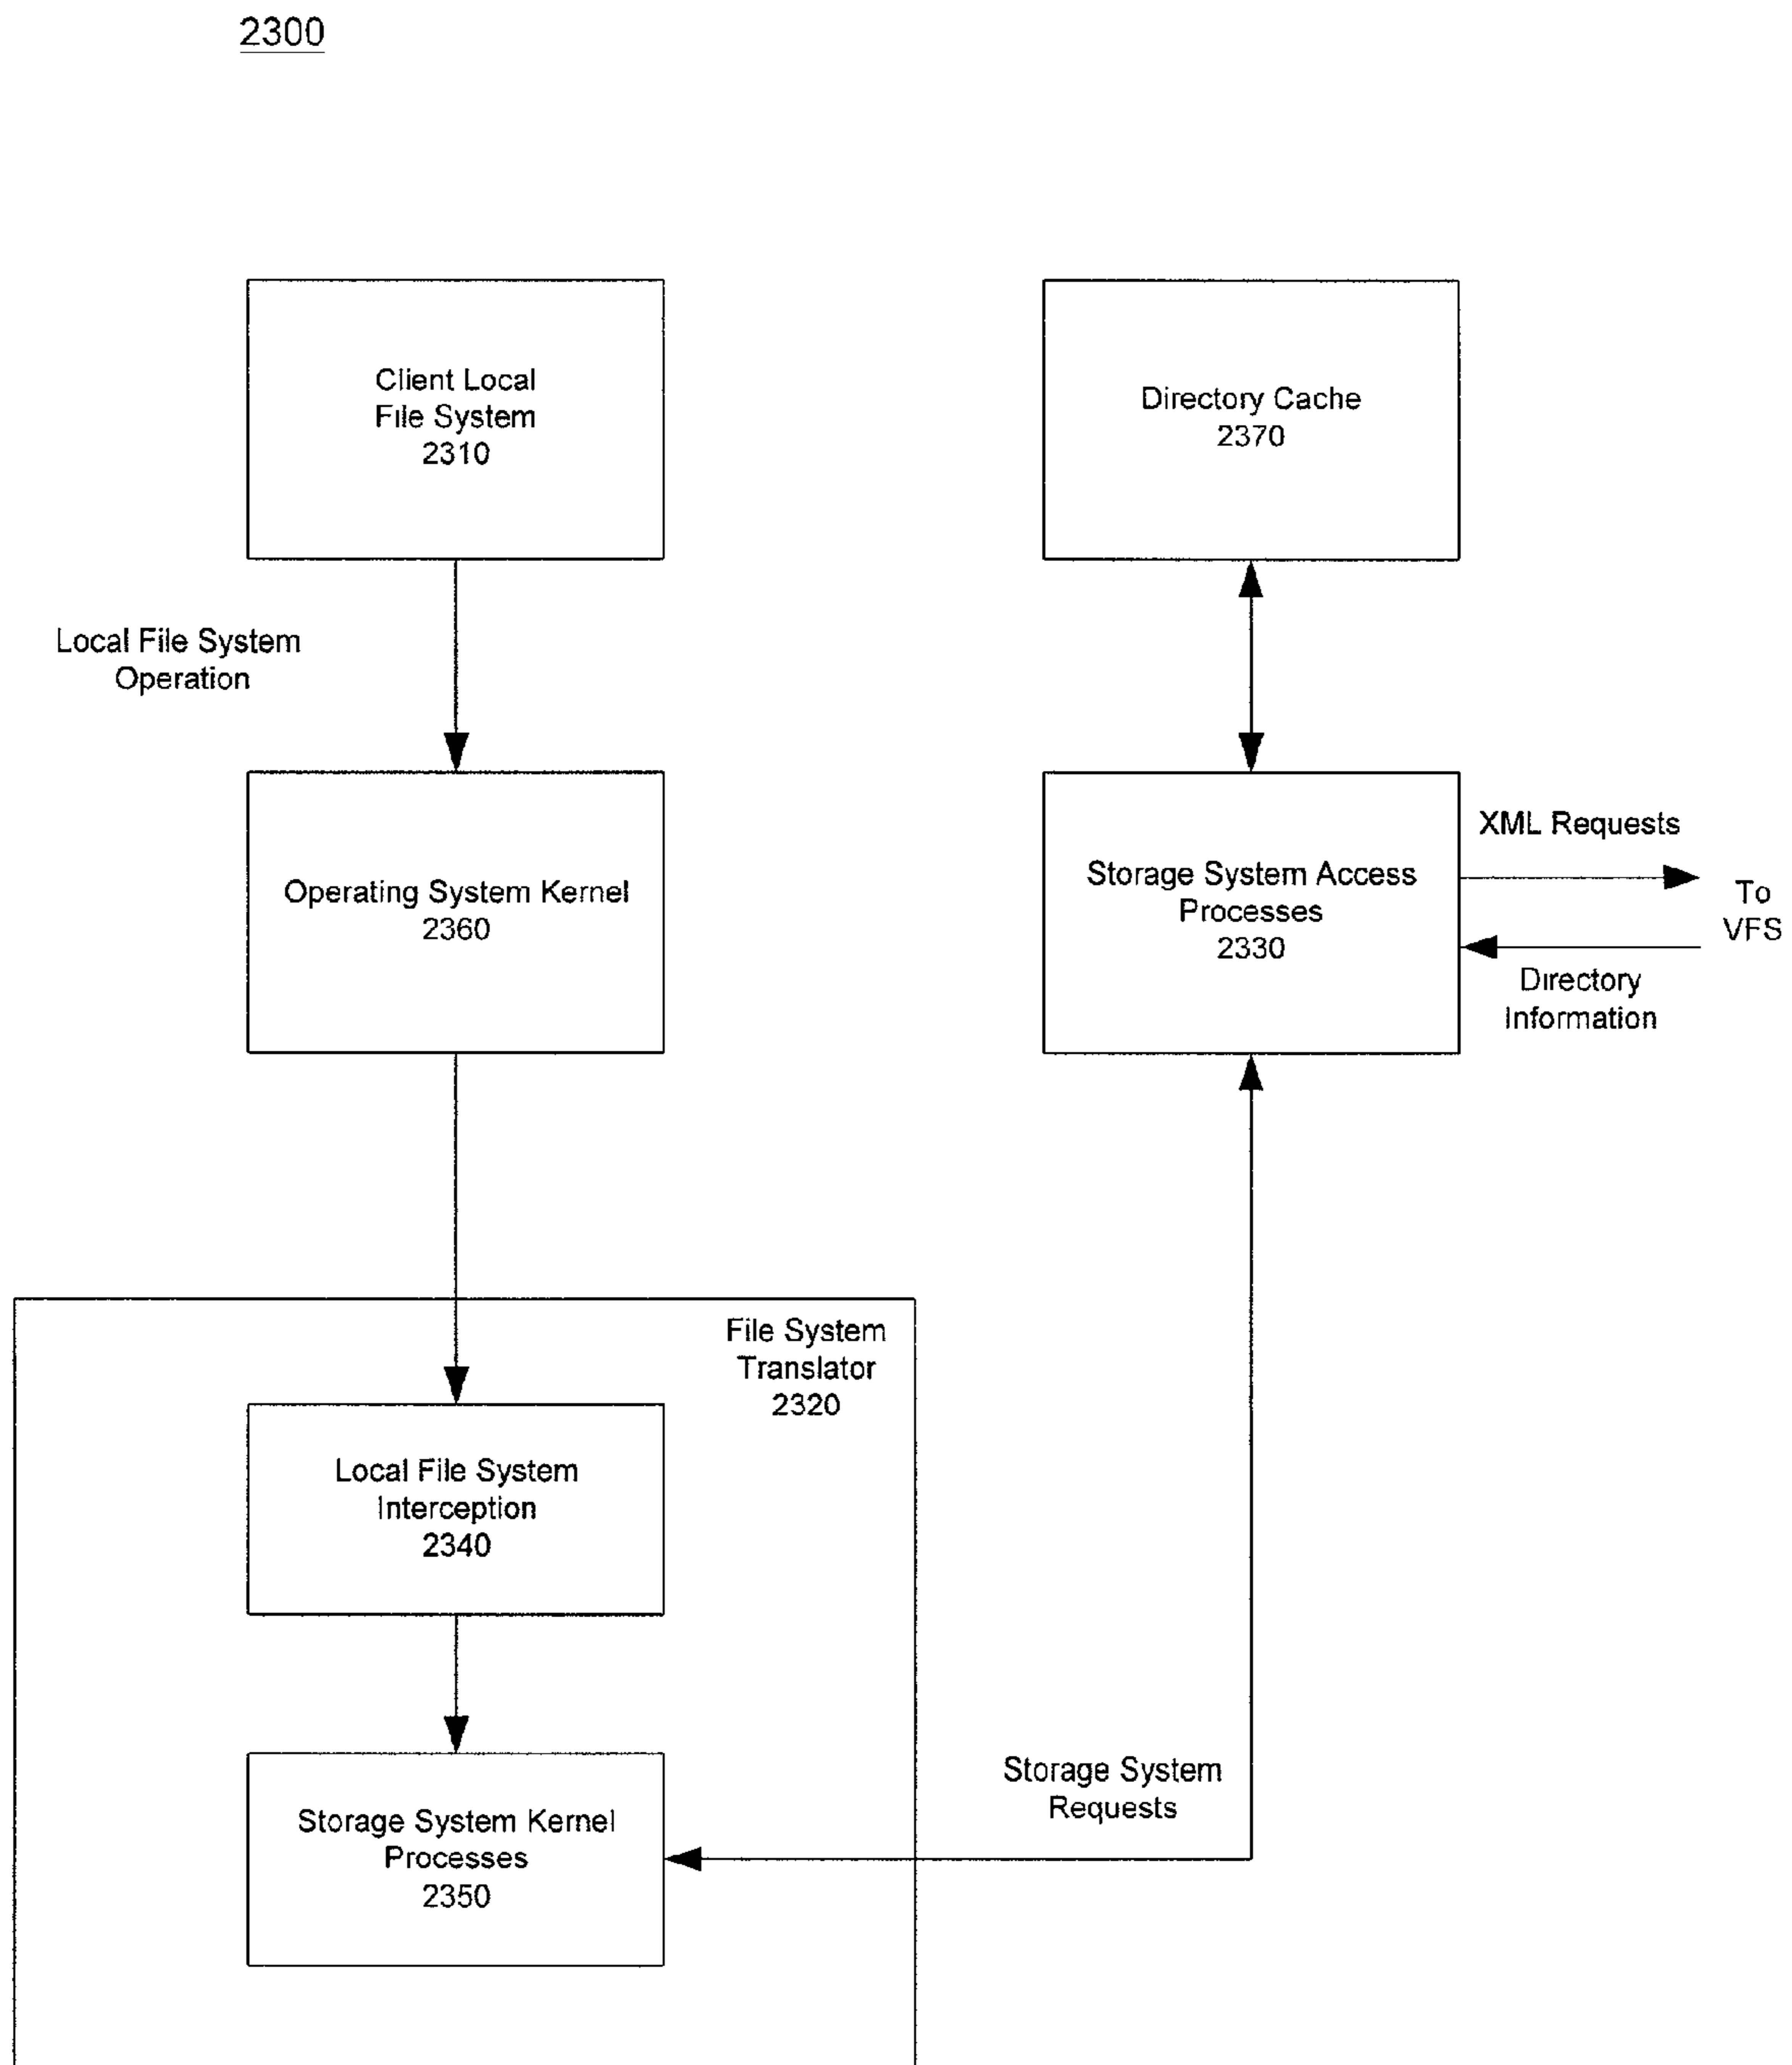 2300
Client Local
File System
2310
Directory Cache
2370
Local File System
Operation
Operating System Kernel
2360
Storage System Access
Processes
2330
XML Requests
To
VFS
Directory
Information
File System
Translator
2320
Local File System
Interception
2340
Storage System
Requests
Storage System Kernel
Processes
2350